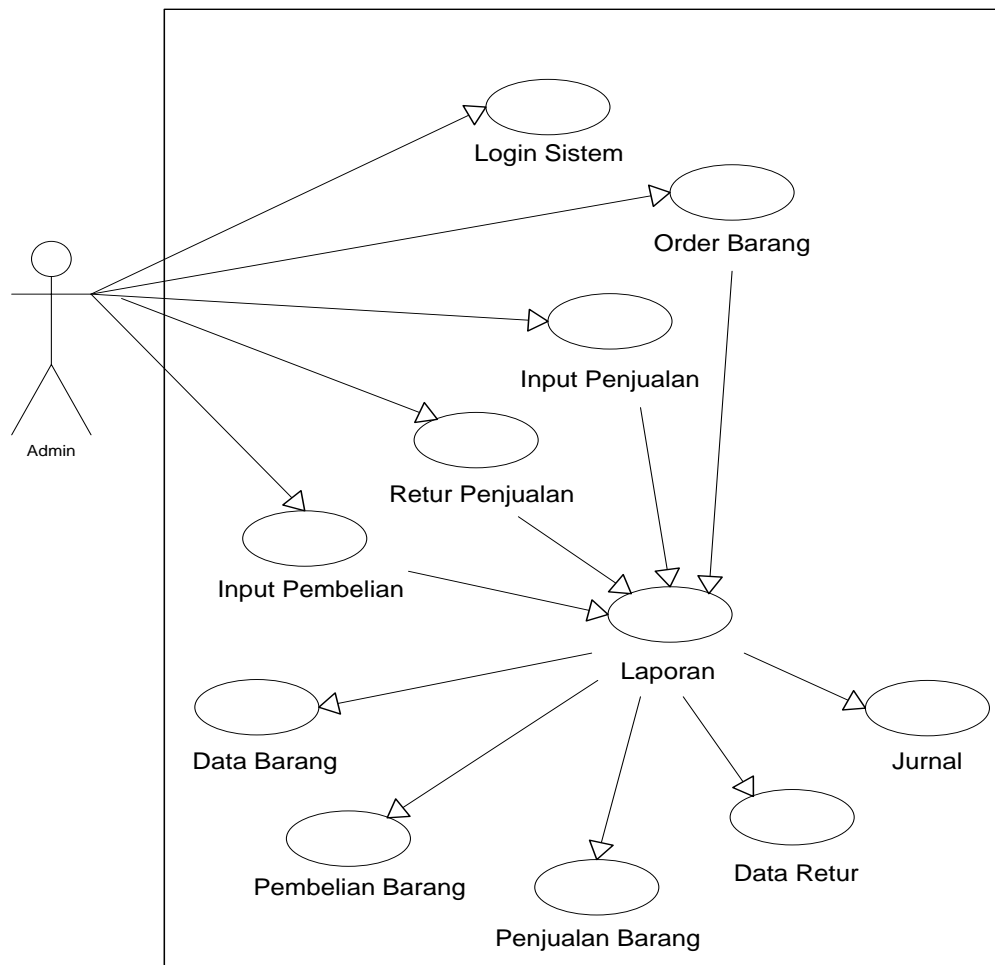 Login Sistem
Order Barang
Input Penjualan
Admin
Retur Penjualan
Input Pembelian
Laporan
Data Barang
Jurnal
Data Retur
Pembelian Barang
Penjualan Barang